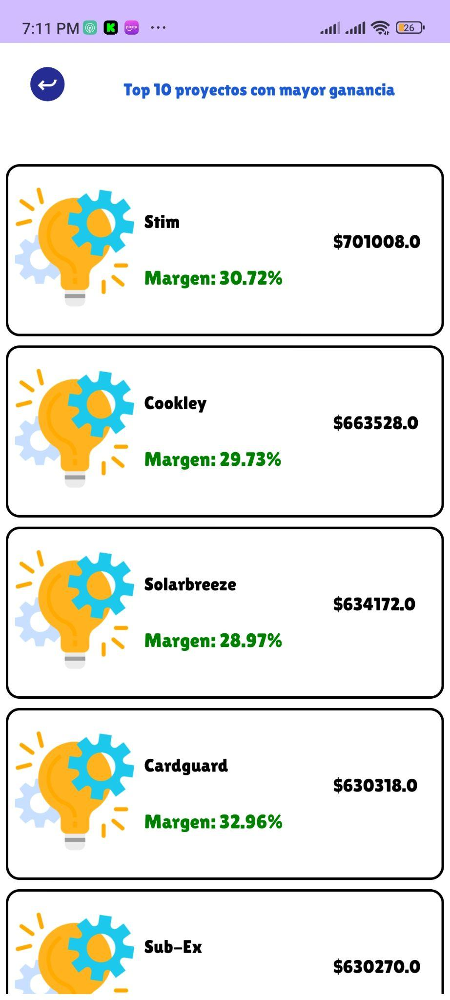 7:11 PM
picap
26
Top 10 proyectos con mayor ganancia
Stim
$701008.0
Margen: 30.72%
Cookley
$663528.0
Margen: 29.73%
Solarbreeze
$634172.0
Margen: 28.97%
Cardguard
$630318.0
Margen: 32.96%
Sub-Ex
$630270.0